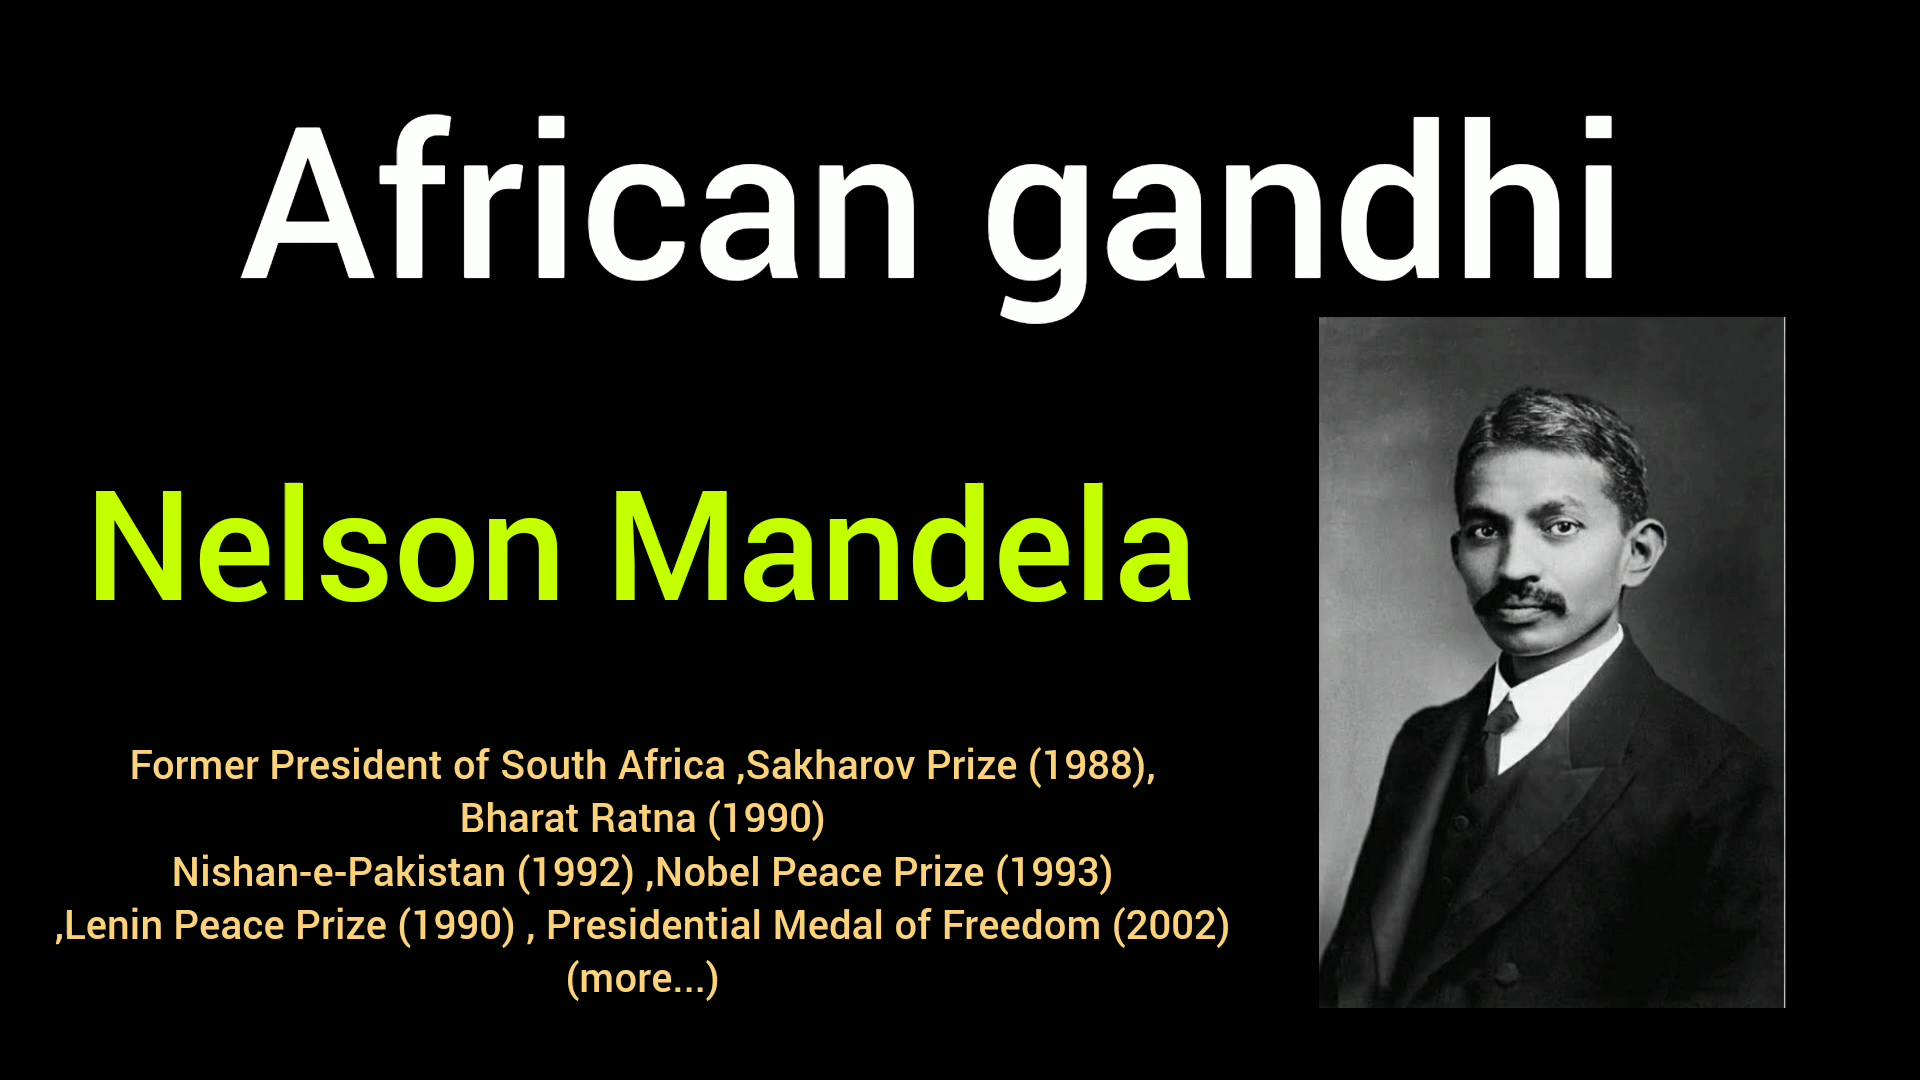 African gandhi
Nelson Mandela
Former President of South Africa ,Sakharov Prize (1988),
Bharat Ratna (1990)
Nishan-e-Pakistan (1992) ,Nobel Peace Prize (1993)
,Lenin Peace Prize (1990) , Presidential Medal of Freedom (2002)
(more...)